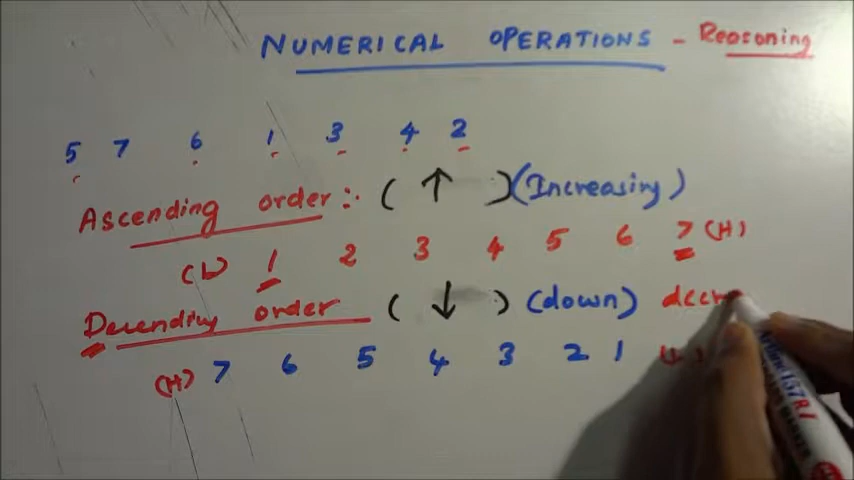 NUMERICAL OPERATIONS - Reasoning
5 7 6 1 3 4 2
Ascending order :- ( ↑ ) (Increasing)
(L) 1 2 3 4 5 6 7 (H)
Decending order ( ↓ ) (down) decr
(H) 7 6 5 4 3 2 1